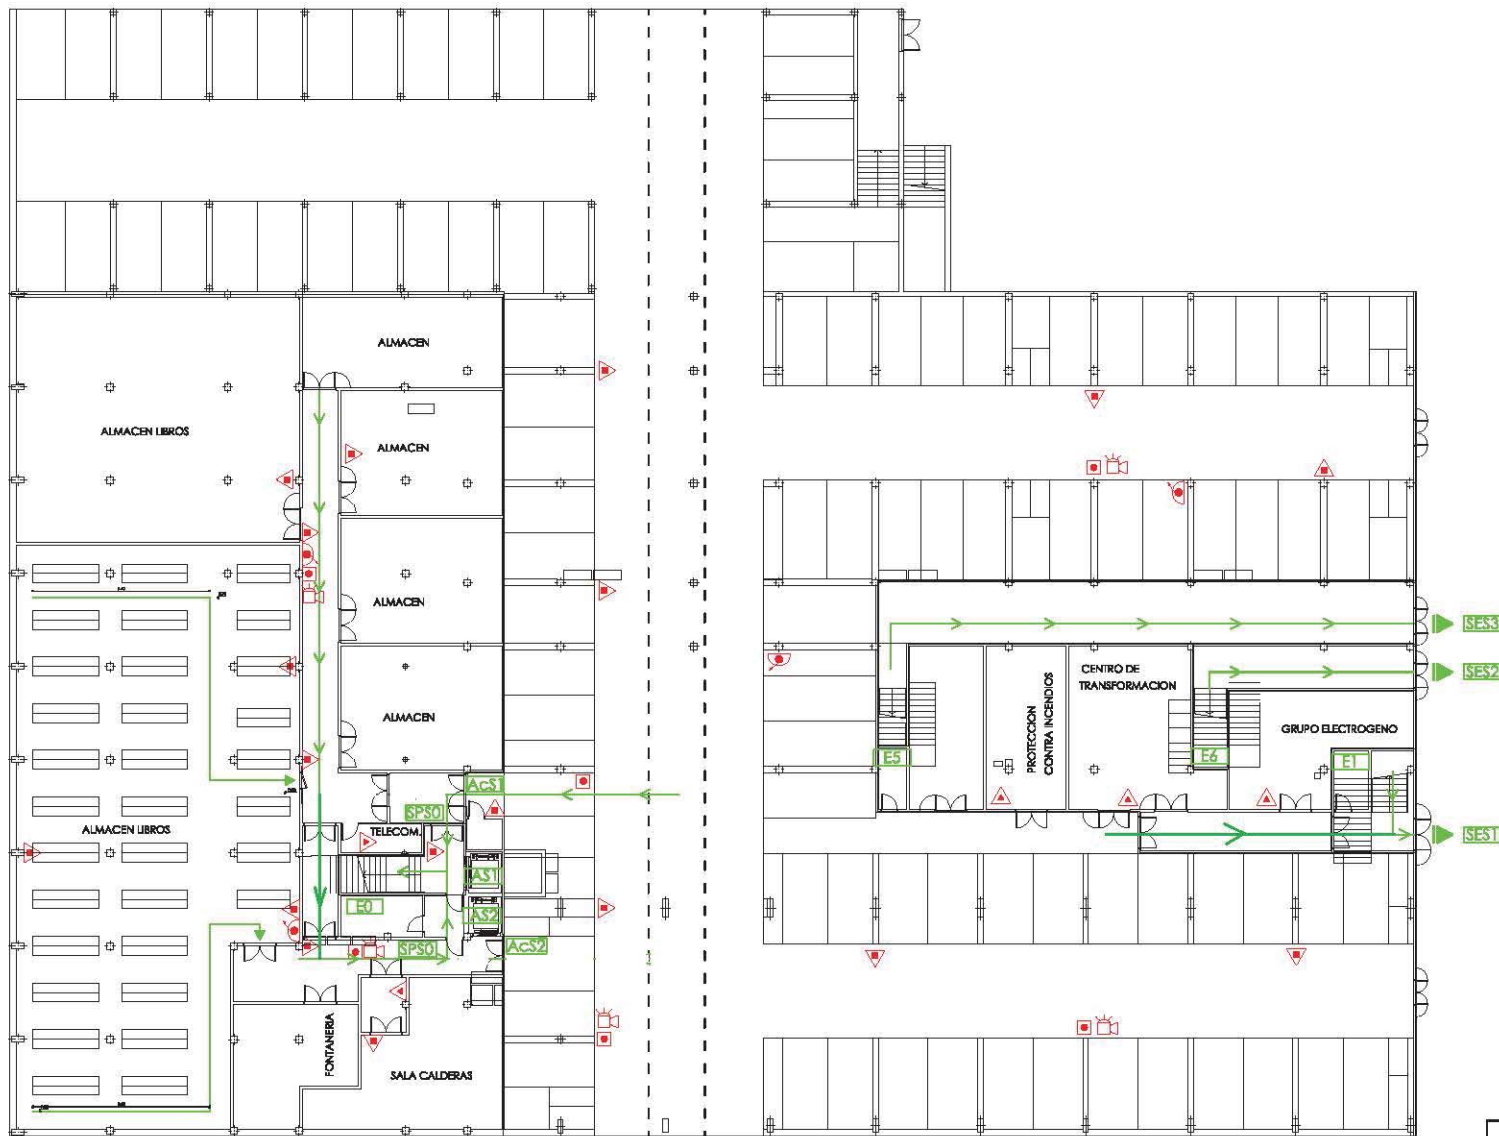 ALMACEN
ALMACEN LIBROS
ALMACEN
ALMACEN
SES3
CENTRO DE
TRANSFORMACION
SES2
PROTECCION
CONTRA INCENDIOS
ALMACEN
GRUPO ELECTROGENO
E5
E6
E1
AcS1
SPS0
ALMACEN LIBROS
TELECOM.
SES1
AS1
E0
AS2
SPS0
AcS2
FONTANERIA
SALA CALDERAS